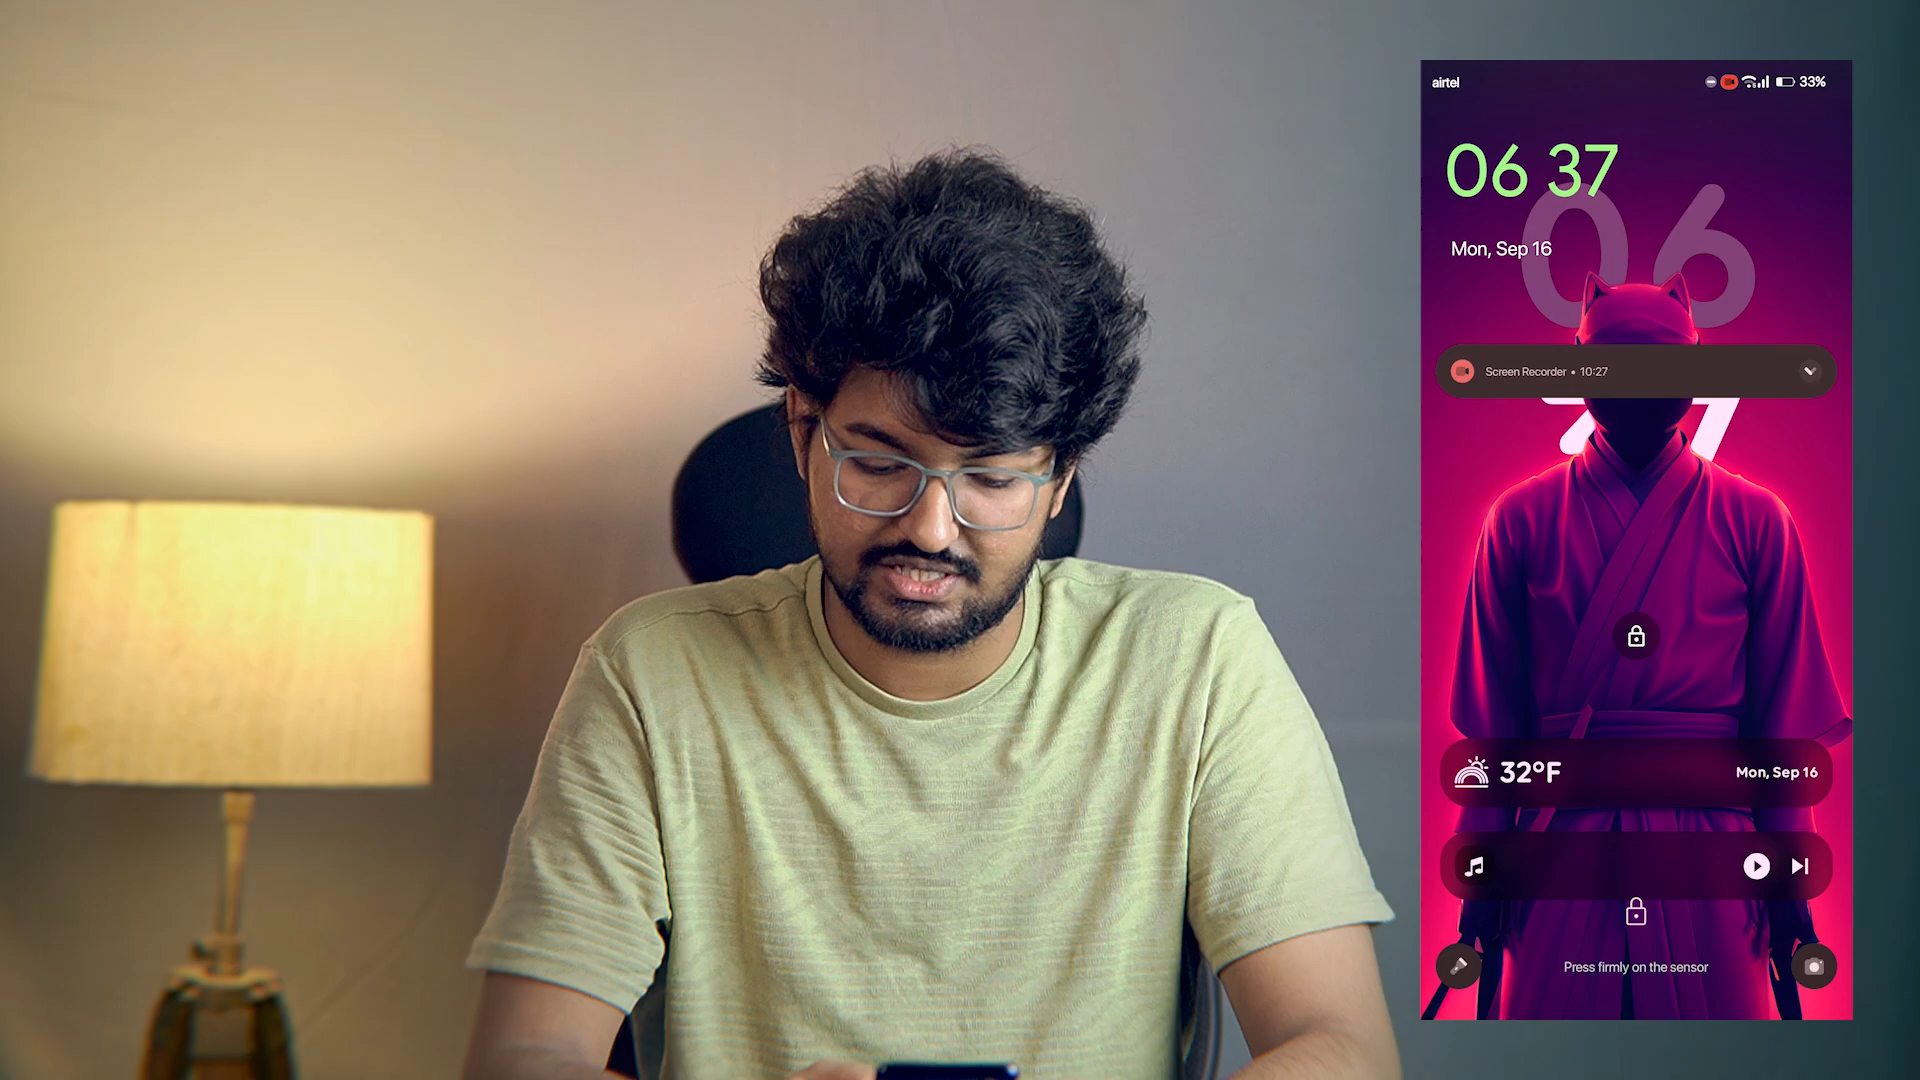 airtel
33%
06 37
06
Mon, Sep 16
Screen Recorder • 10:27
32°F
Mon, Sep 16
Press firmly on the sensor